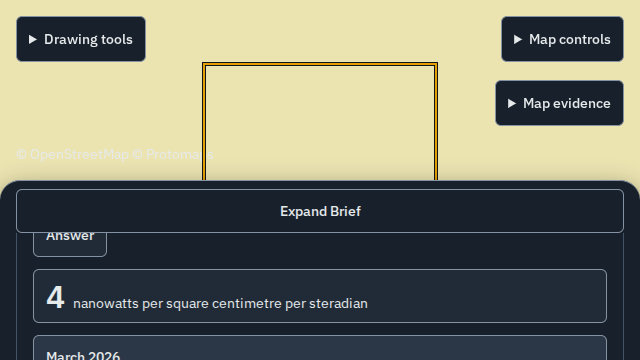 ▶ Drawing tools
▶ Map controls
▶ Map evidence
© OpenStreetMap © Protomaps
Expand Brief
Answer
4 nanowatts per square centimetre per steradian
March 2026